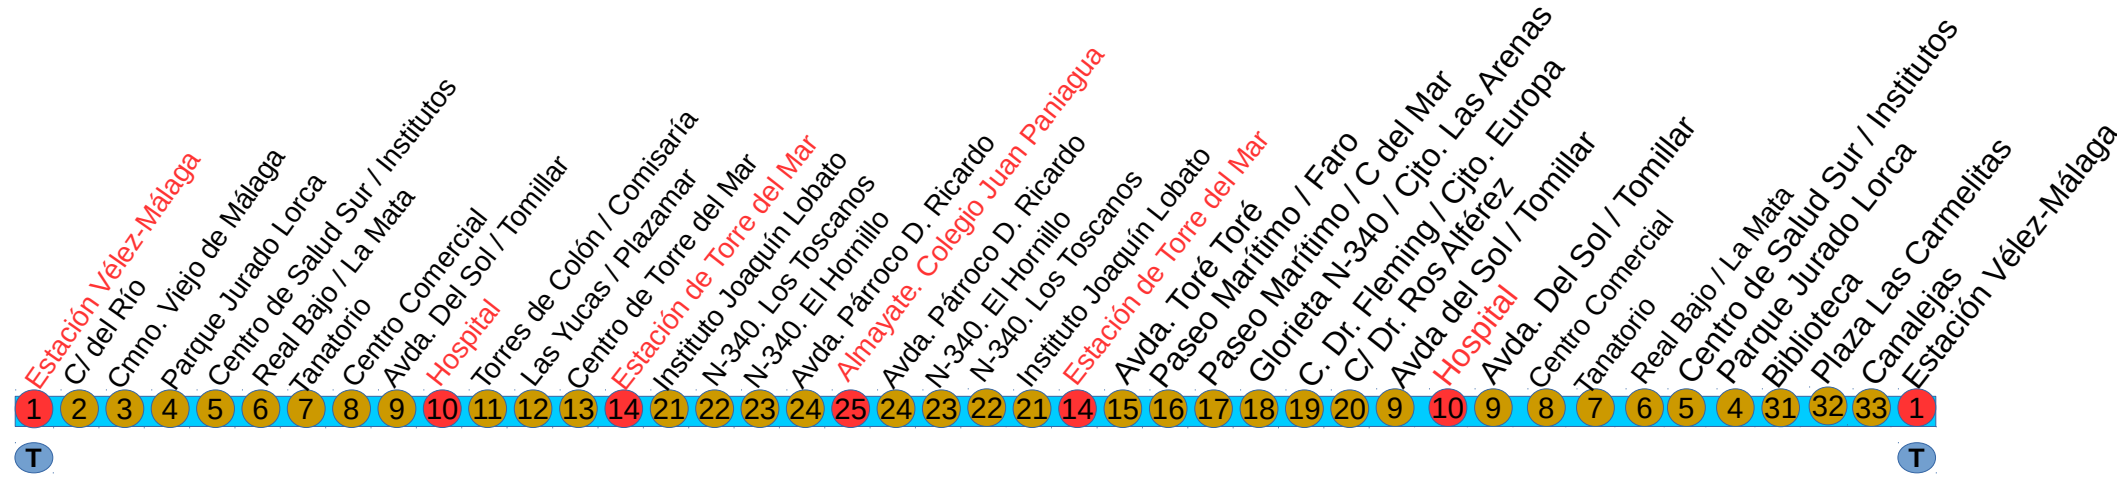 Estación Vélez-Málaga
C/ del Río
Cmno. Viejo de Málaga
Parque Jurado Lorca
Centro de Salud Sur / Institutos
Real Bajo / La Mata
Tanatorio
Centro Comercial
Avda. Del Sol / Tomillar
Hospital
Torres de Colón / Comisaría
Las Yucas / Plazamar
Centro de Torre del Mar
Estación de Torre del Mar
Instituto Joaquín Lobato
N-340. Los Toscanos
N-340. El Hornillo
Avda. Párroco D. Ricardo
Almayate. Colegio Juan Paniagua
Avda. Párroco D. Ricardo
N-340. El Hornillo
N-340. Los Toscanos
Instituto Joaquín Lobato
Estación de Torre del Mar
Avda. Toré Toré
Paseo Marítimo / Faro
Paseo Marítimo / C del Mar
Glorieta N-340 / Cjto. Las Arenas
C. Dr. Fleming / Cjto. Europa
C/ Dr. Ros Alférez
Avda del Sol / Tomillar
Hospital
Avda. Del Sol / Tomillar
Centro Comercial
Tanatorio
Real Bajo / La Mata
Centro de Salud Sur / Institutos
Parque Jurado Lorca
Biblioteca
Plaza Las Carmelitas
Canalejas
Estación Vélez-Málaga
1 2 3 4 5 6 7 8 9 10 11 12 13 14 21 22 23 24 25 24 23 22 21 14 15 16 17 18 19 20 9 10 9 8 7 6 5 4 31 32 33 1
T T